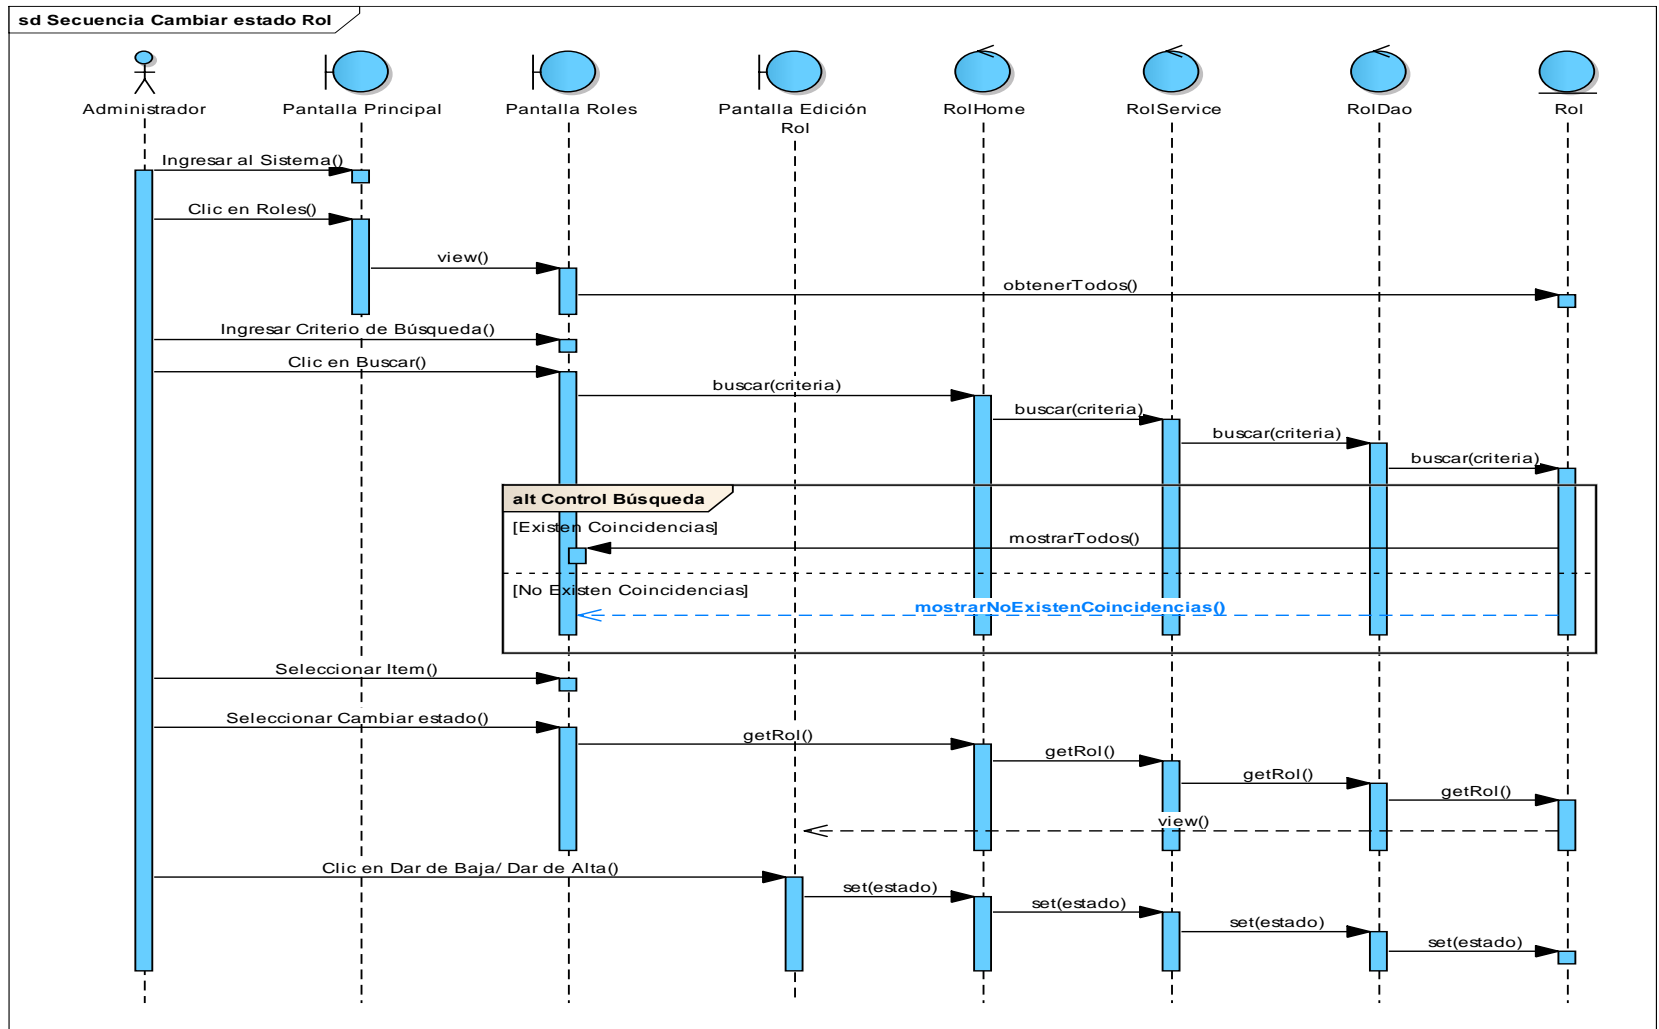 sd Secuencia Cambiar estado Rol
Administrador
Pantalla Principal
Pantalla Roles
Pantalla Edición
Rol
RolHome
RolService
RolDao
Rol
Ingresar al Sistema()
Clic en Roles()
view()
obtenerTodos()
Ingresar Criterio de Búsqueda()
Clic en Buscar()
buscar(criteria)
buscar(criteria)
buscar(criteria)
buscar(criteria)
alt Control Búsqueda
[Existen Coincidencias]
mostrarTodos()
[No Existen Coincidencias]
mostrarNoExistenCoincidencias()
Seleccionar Item()
Seleccionar Cambiar estado()
getRol()
getRol()
getRol()
getRol()
view()
Clic en Dar de Baja/ Dar de Alta()
set(estado)
set(estado)
set(estado)
set(estado)